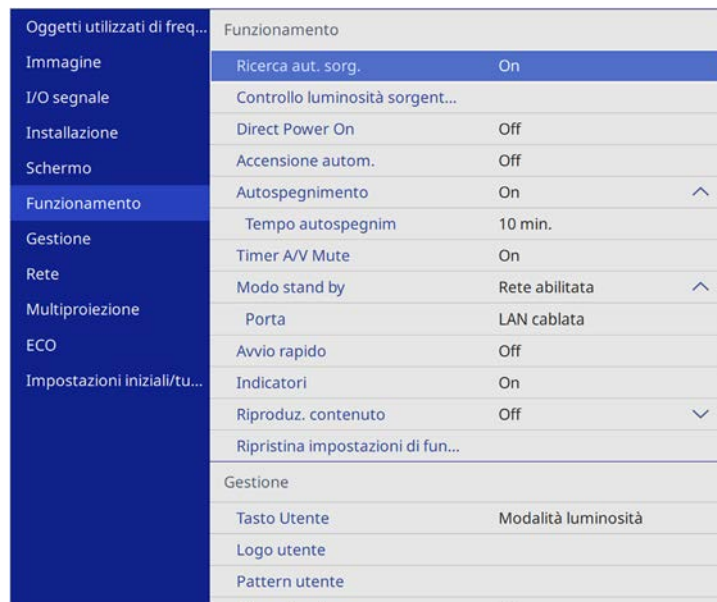 Oggetti utilizzati di freq...
Immagine
I/O segnale
Installazione
Schermo
Funzionamento
Gestione
Rete
Multiproiezione
ECO
Impostazioni iniziali/tu...
Funzionamento
Ricerca aut. sorg. On
Controllo luminosità sorgent...
Direct Power On Off
Accensione autom. Off
Autospegnimento On
Tempo autospegnim 10 min.
Timer A/V Mute On
Modo stand by Rete abilitata
Porta LAN cablata
Avvio rapido Off
Indicatori On
Riproduz. contenuto Off
Ripristina impostazioni di fun...
Gestione
Tasto Utente Modalità luminosità
Logo utente
Pattern utente